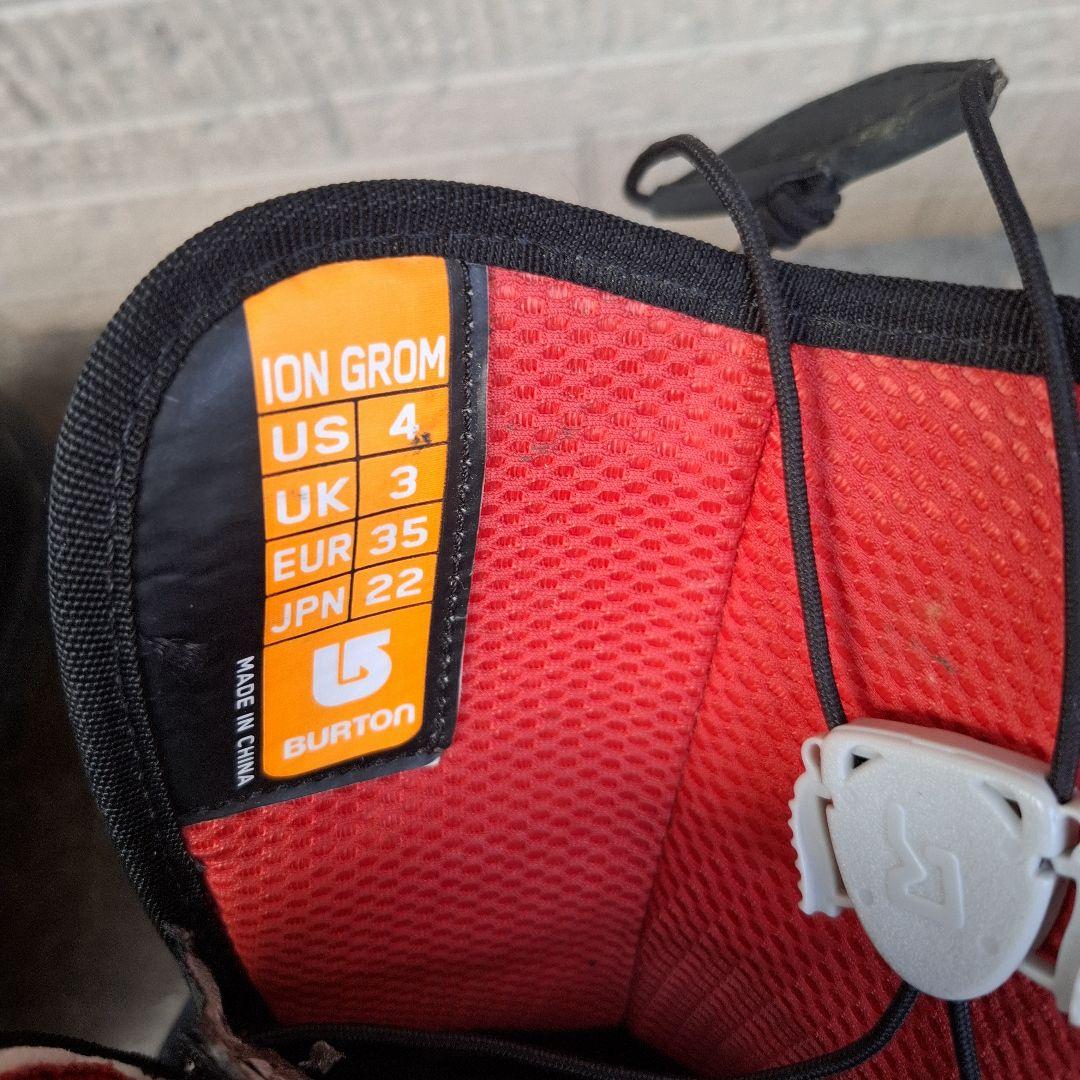 ION GROM
US 4
UK 3
EUR 35
JPN 22
BURTON
MADE IN CHINA